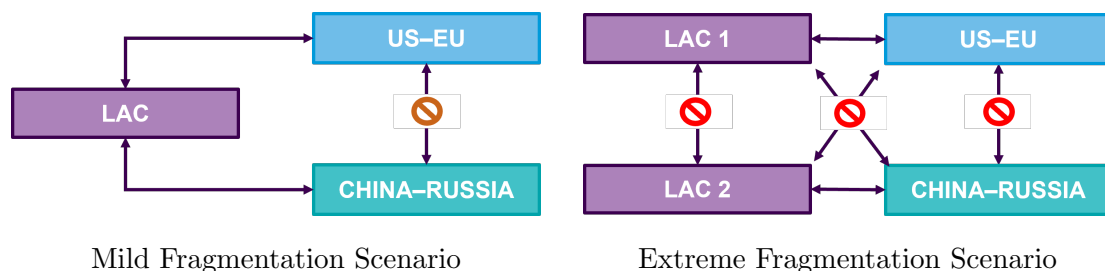 US–EU
LAC
CHINA–RUSSIA
Mild Fragmentation Scenario
LAC 1
US–EU
LAC 2
CHINA–RUSSIA
Extreme Fragmentation Scenario